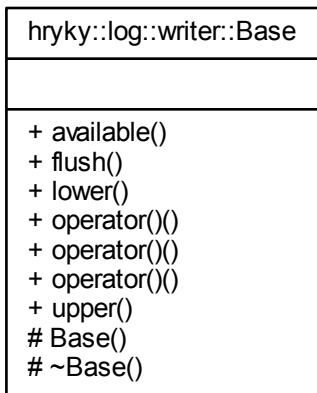 hryky::log::writer::Base
+ available()
+ flush()
+ lower()
+ operator()()
+ operator()()
+ operator()()
+ upper()
# Base()
# ~Base()